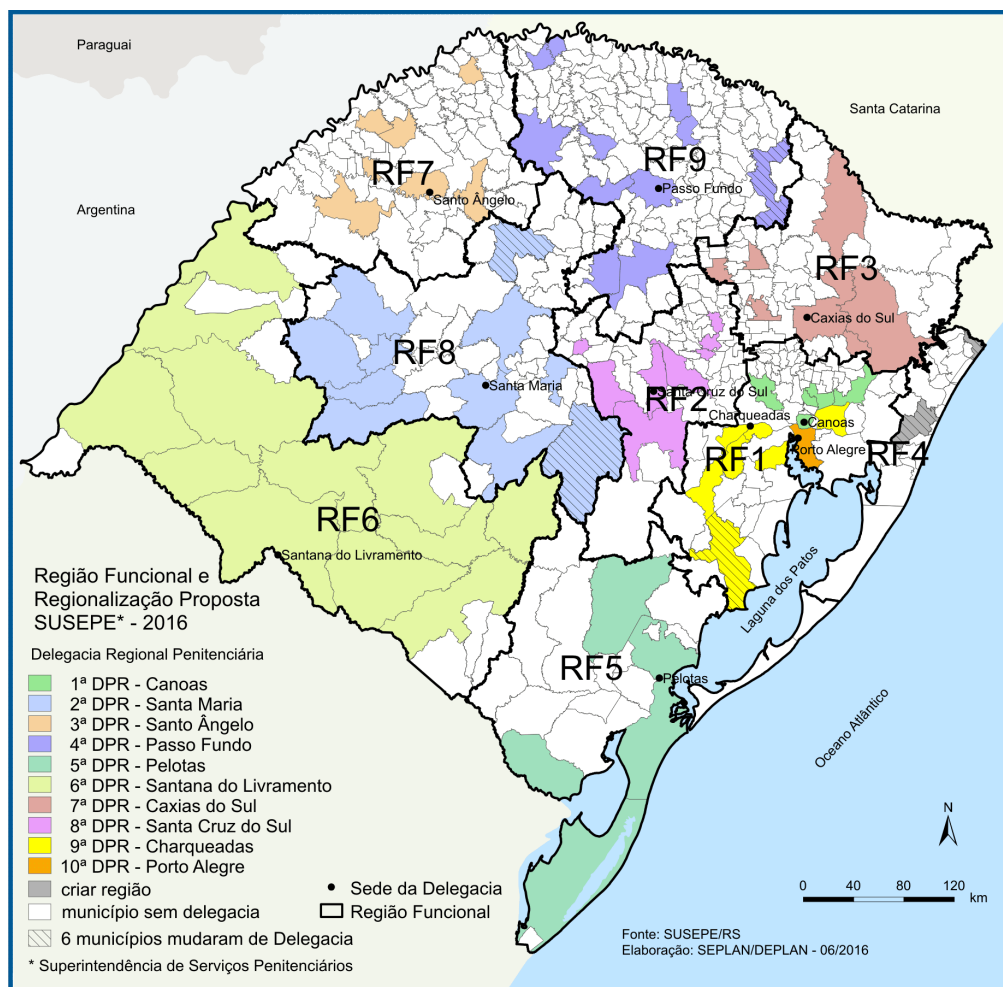 Paraguai
Santa Catarina
Argentina
RF7
Santo Ângelo
RF9
Passo Fundo
RF3
Caxias do Sul
RF8
Santa Maria
RF2
Santa Cruz do Sul
Charqueadas
Canoas
Porto Alegre
RF1
RF4
RF6
Santana do Livramento
Laguna dos Patos
RF5
Pelotas
Oceano Atlântico
Região Funcional e
Regionalização Proposta
SUSEPE* - 2016
Delegacia Regional Penitenciária
1ª DPR - Canoas
2ª DPR - Santa Maria
3ª DPR - Santo Ângelo
4ª DPR - Passo Fundo
5ª DPR - Pelotas
6ª DPR - Santana do Livramento
7ª DPR - Caxias do Sul
8ª DPR - Santa Cruz do Sul
9ª DPR - Charqueadas
10ª DPR - Porto Alegre
criar região
município sem delegacia
6 municípios mudaram de Delegacia
* Superintendência de Serviços Penitenciários
Sede da Delegacia
Região Funcional
N
0 40 80 120
km
Fonte: SUSEPE/RS
Elaboração: SEPLAN/DEPLAN - 06/2016